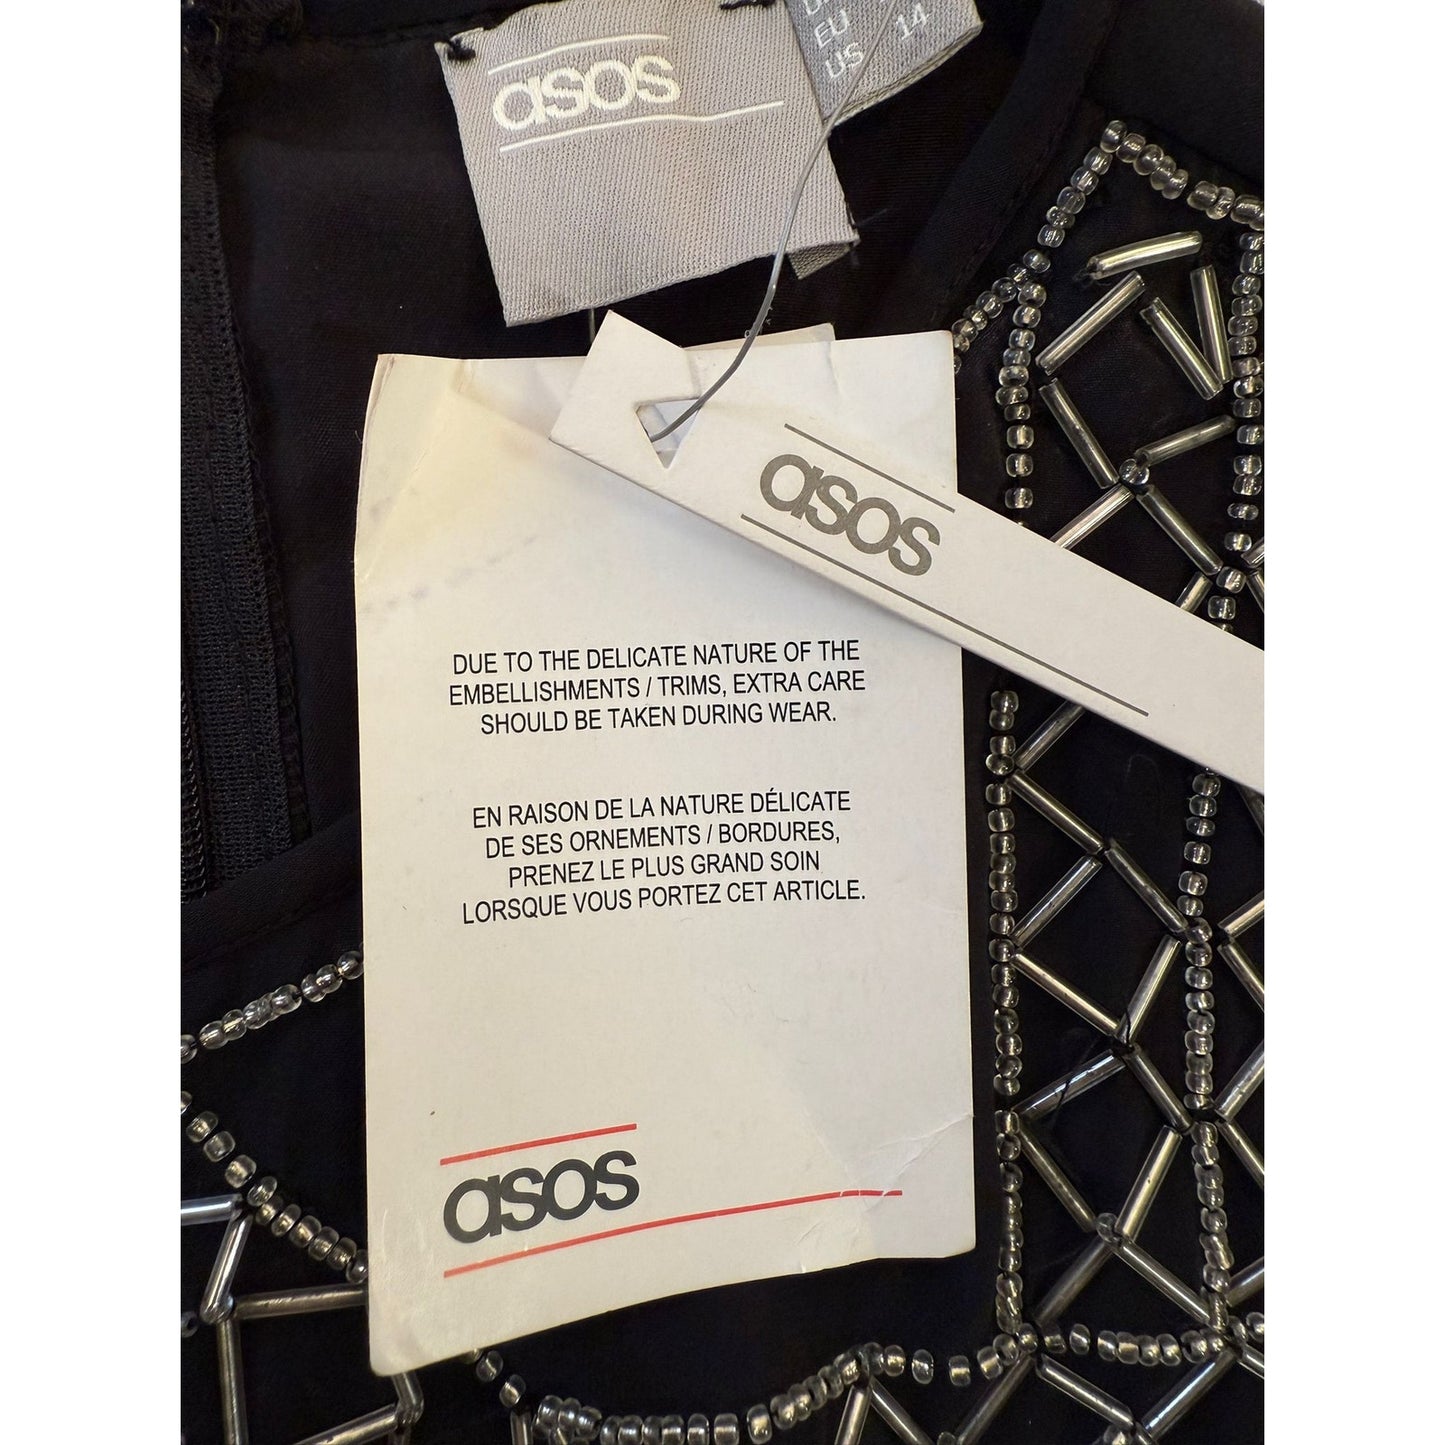 asos
EU
US 14
asos
DUE TO THE DELICATE NATURE OF THE
EMBELLISHMENTS / TRIMS, EXTRA CARE
SHOULD BE TAKEN DURING WEAR.
EN RAISON DE LA NATURE DÉLICATE
DE SES ORNEMENTS / BORDURES,
PRENEZ LE PLUS GRAND SOIN
LORSQUE VOUS PORTEZ CET ARTICLE.
asos